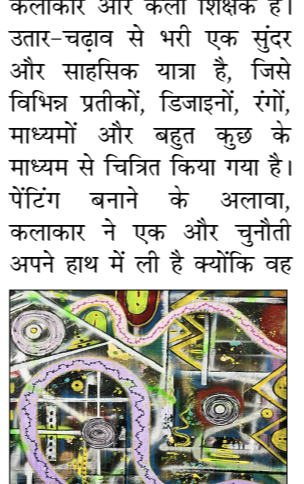 कलाकार और कला शिक्षक हैं।
उतार-चढ़ाव से भरी एक सुंदर
और साहसिक यात्रा है, जिसे
विभिन्न प्रतीकों, डिजाइनों, रंगों,
माध्यमों और बहुत कुछ के
माध्यम से चित्रित किया गया है।
पेंटिंग बनाने के अलावा,
कलाकार ने एक और चुनौती
अपने हाथ में ली है क्योंकि वह